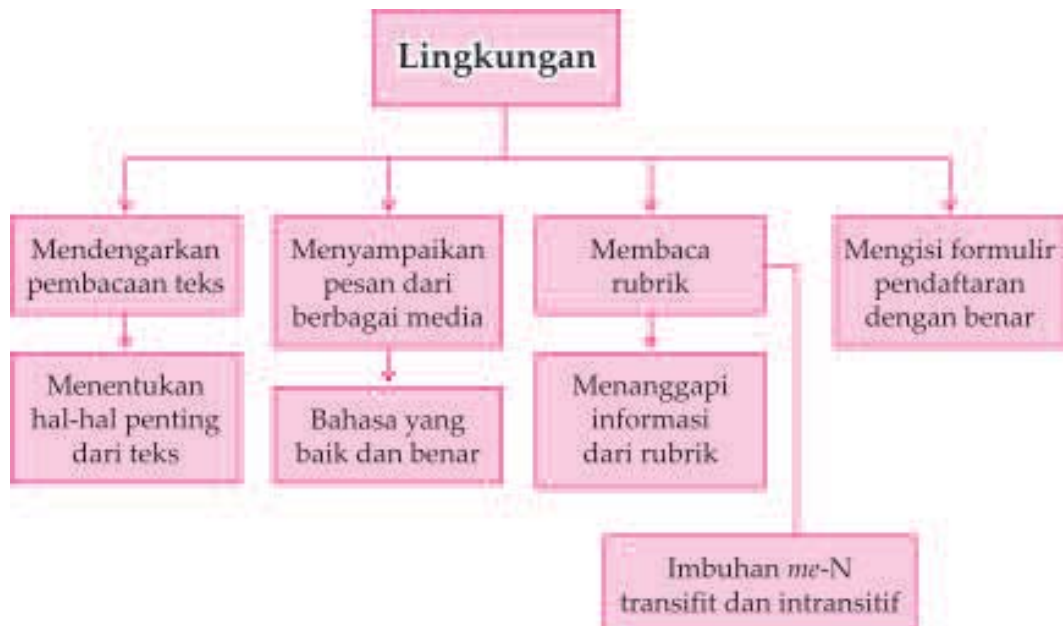 Lingkungan
Mendengarkan
pembacaan teks
Menyampaikan
pesan dari
berbagai media
Membaca
rubrik
Mengisi formulir
pendaftaran
dengan benar
Menentukan
hal-hal penting
dari teks
Bahasa yang
baik dan benar
Menanggapi
informasi
dari rubrik
Imbuhan me-N
transifit dan intransitif